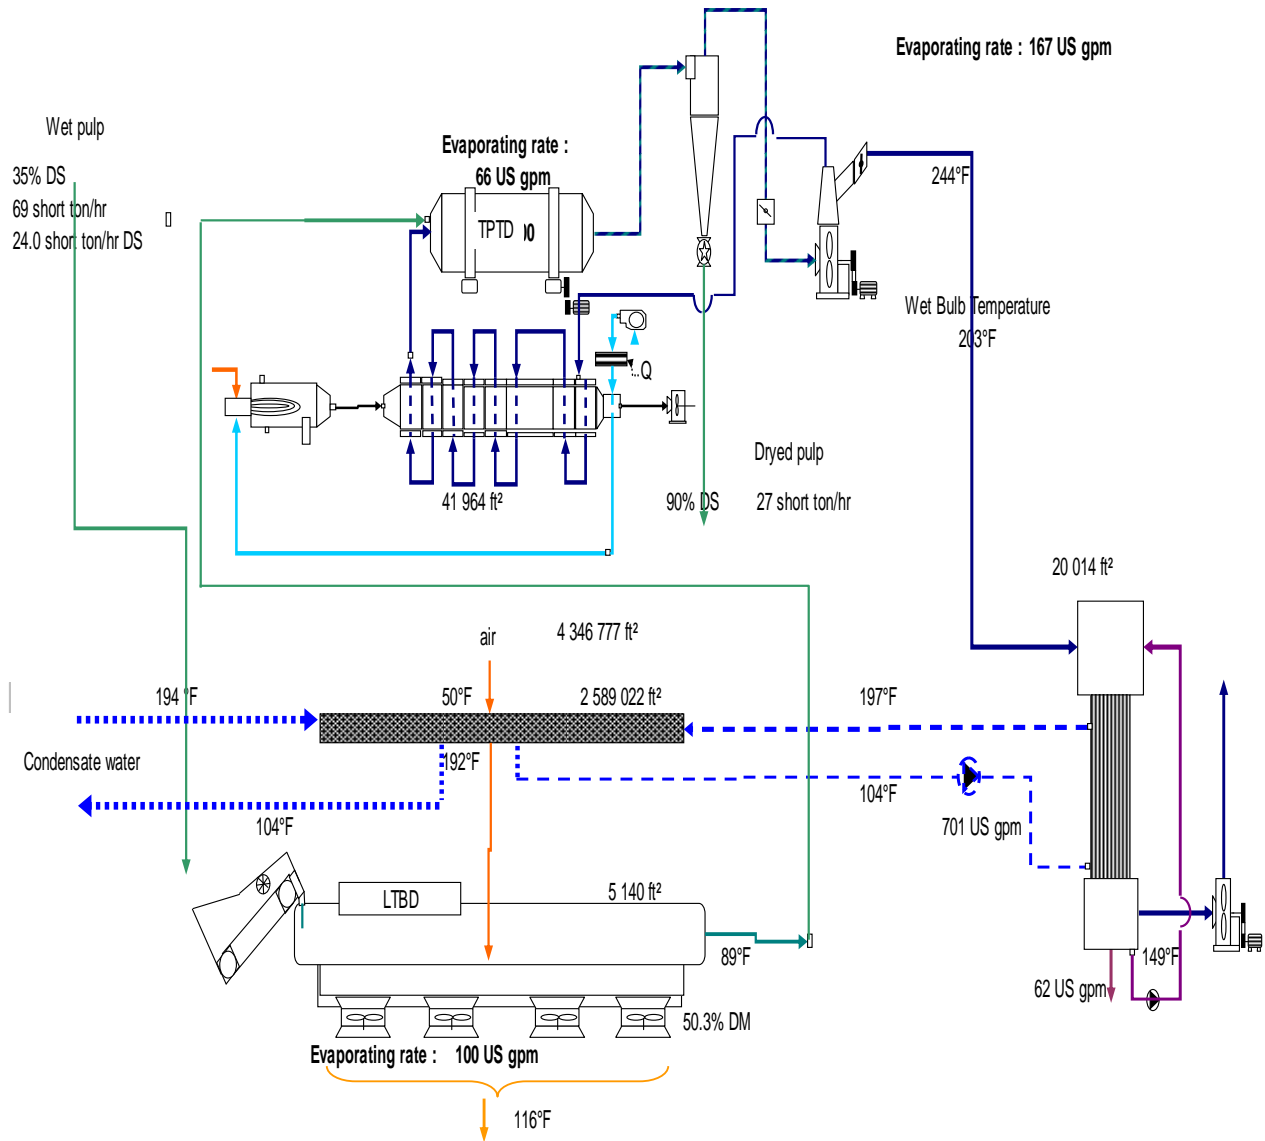 Evaporating rate : 167 US gpm
Wet pulp
Evaporating rate :
66 US gpm
35% DS
69 short ton/hr
24.0 short ton/hr DS
244°F
TPTD
Wet Bulb Temperature
203°F
Q
Dryed pulp
41 964 ft²
90% DS
27 short ton/hr
20 014 ft²
air
4 346 777 ft²
194 °F
50°F
2 589 022 ft²
197°F
Condensate water
192°F
104°F
104°F
701 US gpm
LTBD
5 140 ft²
89°F
149°F
62 US gpm
50.3% DM
Evaporating rate : 100 US gpm
116°F